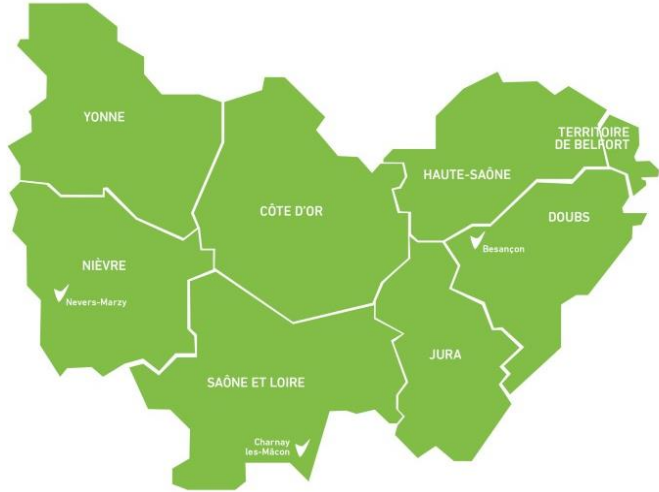 YONNE
TERRITOIRE
DE BELFORT
HAUTE-SAÔNE
CÔTE D'OR
DOUBS
Besançon
NIÈVRE
Nevers-Marzy
JURA
SAÔNE ET LOIRE
Charnay
les-Mâcon